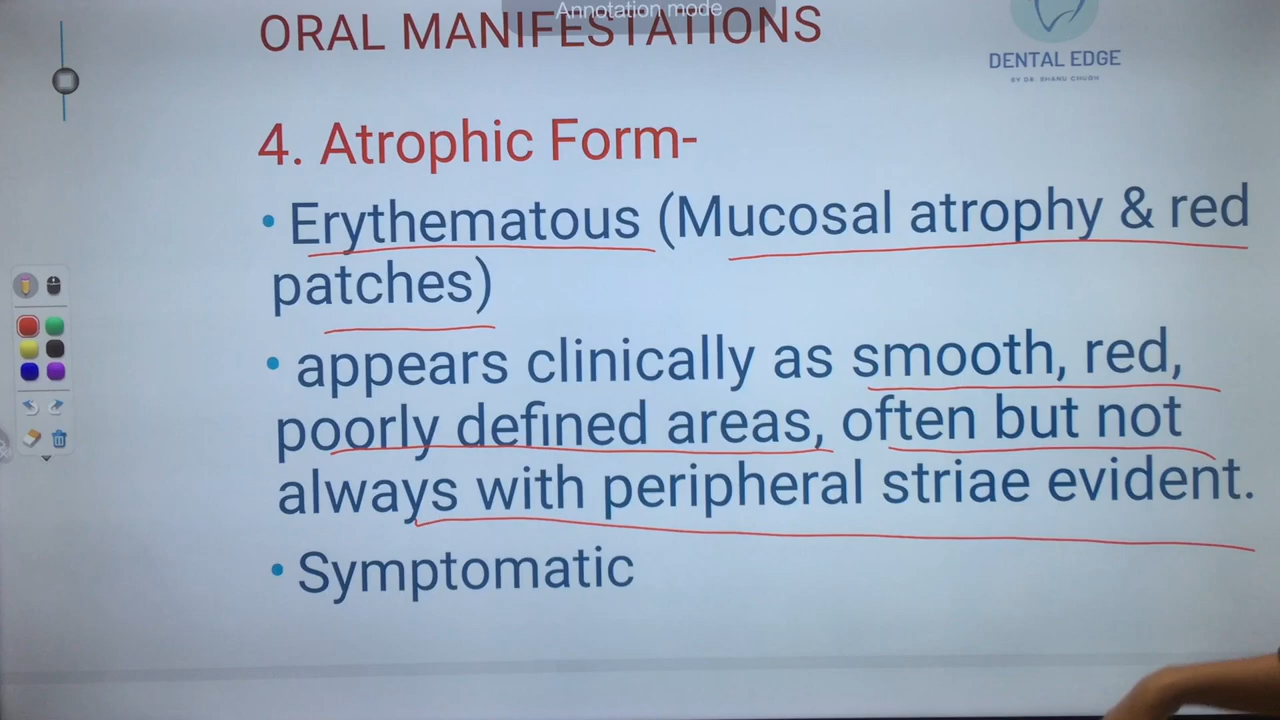 Annotation mode
ORAL MANIFESTATIONS
DENTAL EDGE
4. Atrophic Form-
• Erythematous (Mucosal atrophy & red
patches)
• appears clinically as smooth, red,
poorly defined areas, often but not
always with peripheral striae evident.
• Symptomatic